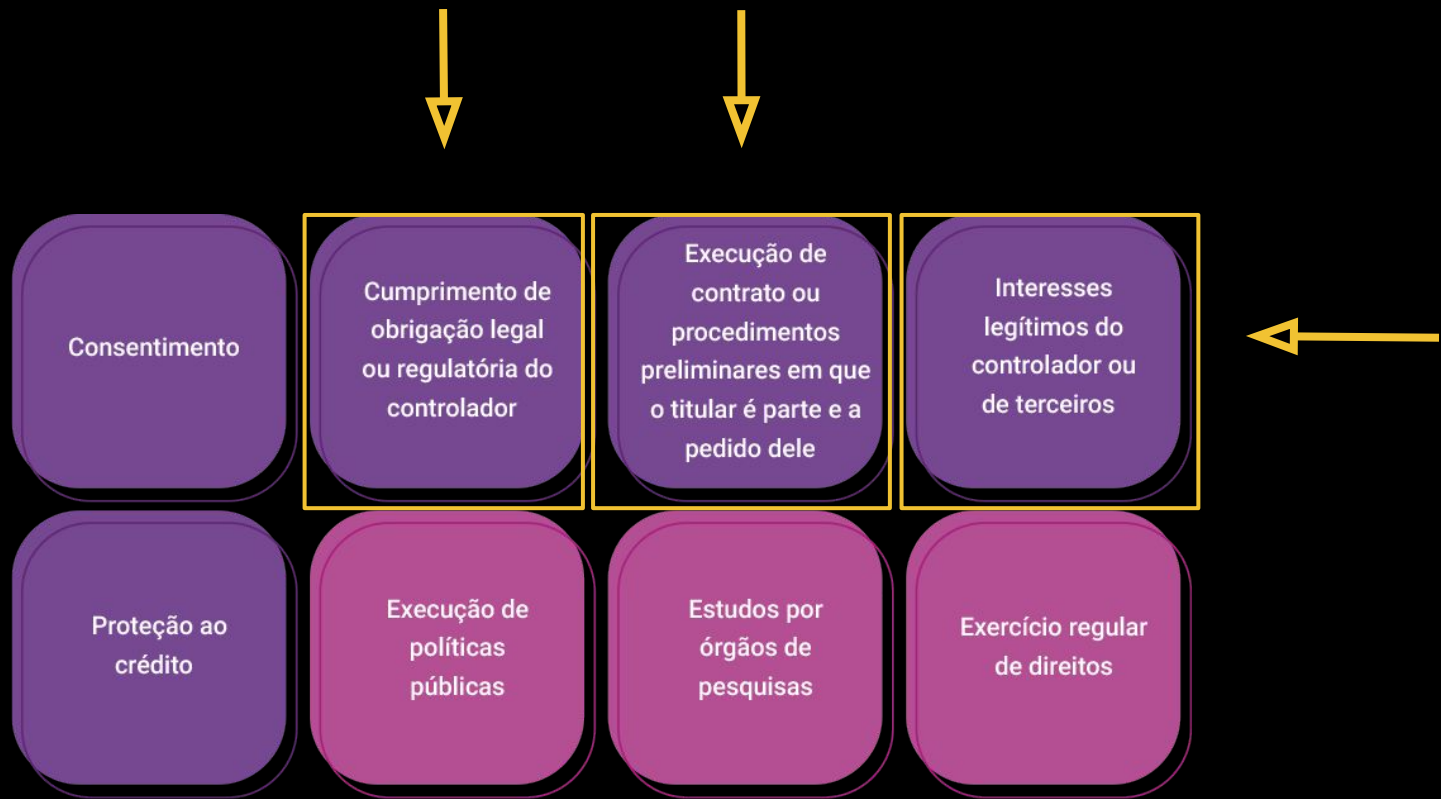 Consentimento
Cumprimento de
obrigação legal
ou regulatória do
controlador
Execução de
contrato ou
procedimentos
preliminares em que
o titular é parte e a
pedido dele
Interesses
legítimos do
controlador ou
de terceiros
Proteção ao
crédito
Execução de
políticas
públicas
Estudos por
órgãos de
pesquisas
Exercício regular
de direitos